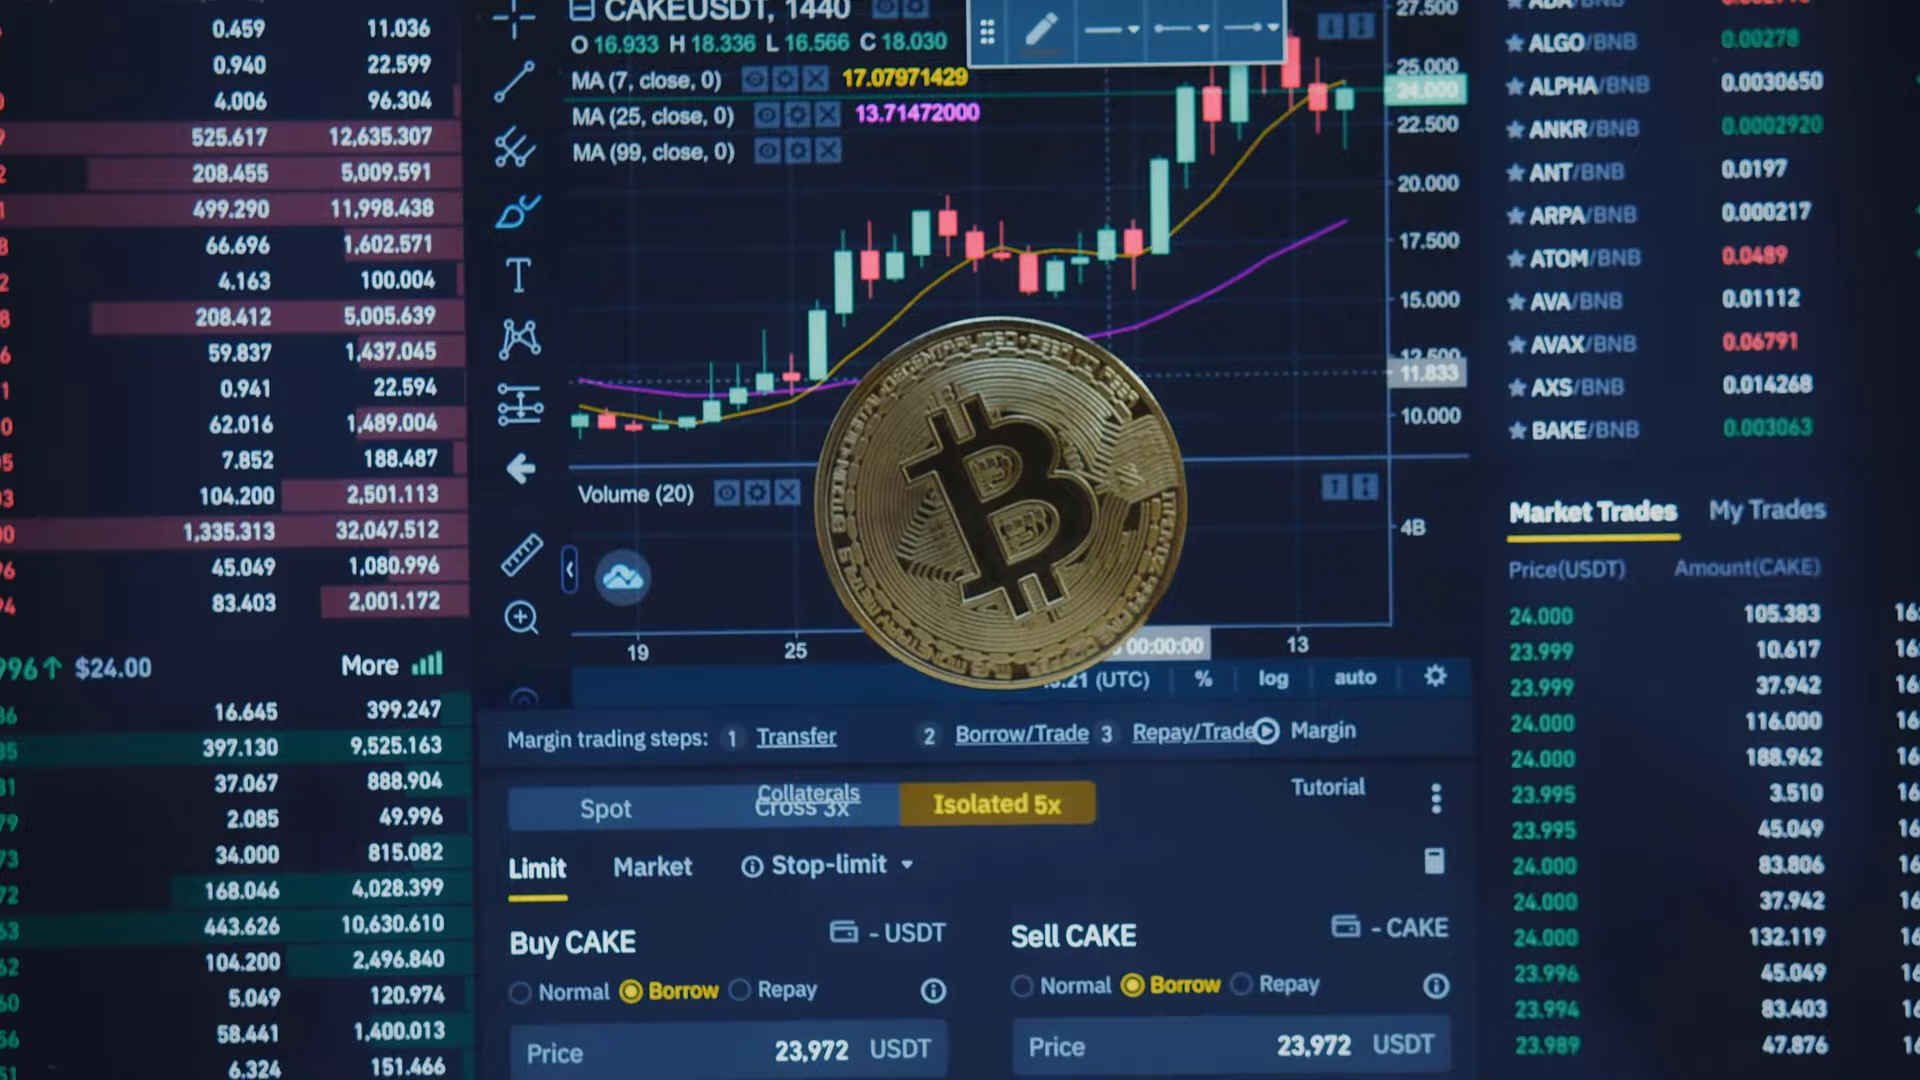 0.459 11.036
0.940 22.599
4.006 96.304
525.617 12,635.307
208.455 5,009.591
499.290 11,998.438
66.696 1,602.571
4.163 100.004
208.412 5,005.639
59.837 1,437.045
0.941 22.594
62.016 1,489.004
7.852 188.487
104.200 2,501.113
1,335.313 32,047.512
45.049 1,080.996
83.403 2,001.172
996↑ $24.00 More
16.645 399.247
397.130 9,525.163
37.067 888.904
2.085 49.996
34.000 815.082
168.046 4,028.399
443.626 10,630.610
104.200 2,496.840
5.049 120.974
58.441 1,400.013
6.324 151.466
CAKEUSDT, 1440
O 16.933 H 18.336 L 16.566 C 18.030
MA (7, close, 0) 17.07971429
MA (25, close, 0) 13.71472000
MA (99, close, 0)
27.500
25.000
24.000
22.500
20.000
17.500
15.000
12.500
11.833
10.000
Volume (20)
4B
19 25 00:00:00 13
(UTC) % log auto
Margin trading steps: 1 Transfer 2 Borrow/Trade 3 Repay/Trade Margin
Tutorial
Collaterals
Spot Cross 3x Isolated 5x
Limit Market Stop-limit
Buy CAKE - USDT
Normal Borrow Repay
Price 23,972 USDT
Sell CAKE - CAKE
Normal Borrow Repay
Price 23,972 USDT
ADA/BNB
ALGO/BNB 0.00278
ALPHA/BNB 0.0030650
ANKR/BNB 0.0002920
ANT/BNB 0.0197
ARPA/BNB 0.000217
ATOM/BNB 0.0489
AVA/BNB 0.01112
AVAX/BNB 0.06791
AXS/BNB 0.014268
BAKE/BNB 0.003063
Market Trades My Trades
Price(USDT) Amount(CAKE)
24.000 105.383
23.999 10.617
23.999 37.942
24.000 116.000
24.000 188.962
23.995 3.510
23.995 45.049
24.000 83.806
24.000 37.942
24.000 132.119
23.996 45.049
23.994 83.403
23.989 47.876